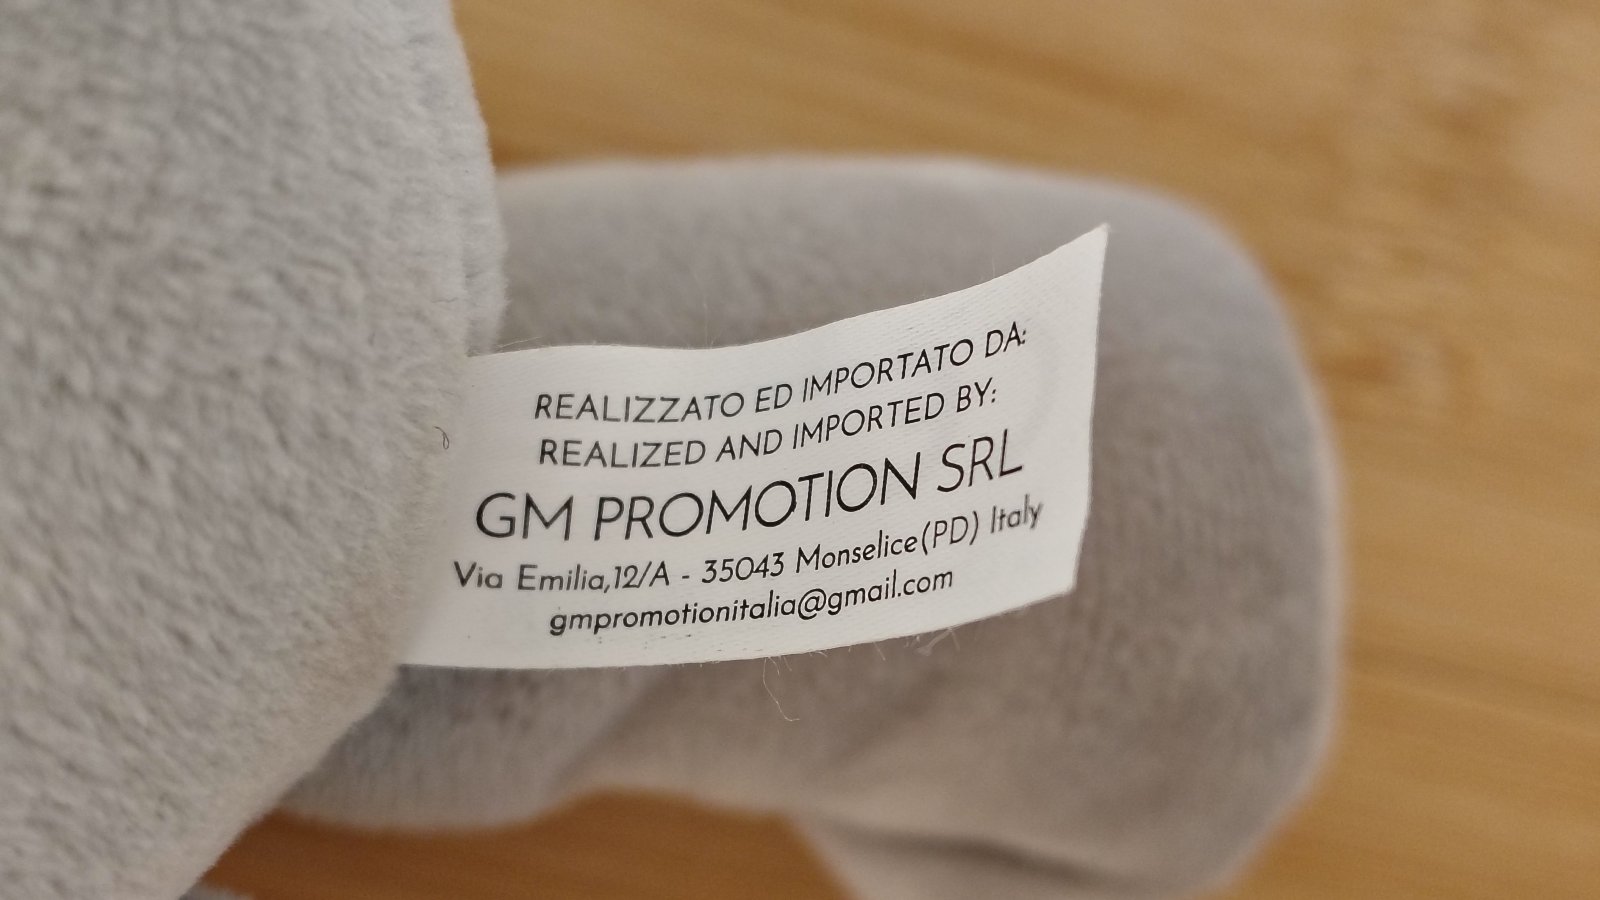 REALIZZATO ED IMPORTATO DA:
REALIZED AND IMPORTED BY:
GM PROMOTION SRL
Via Emilia,12/A - 35043 Monselice(PD) Italy
gmpromotionitalia@gmail.com